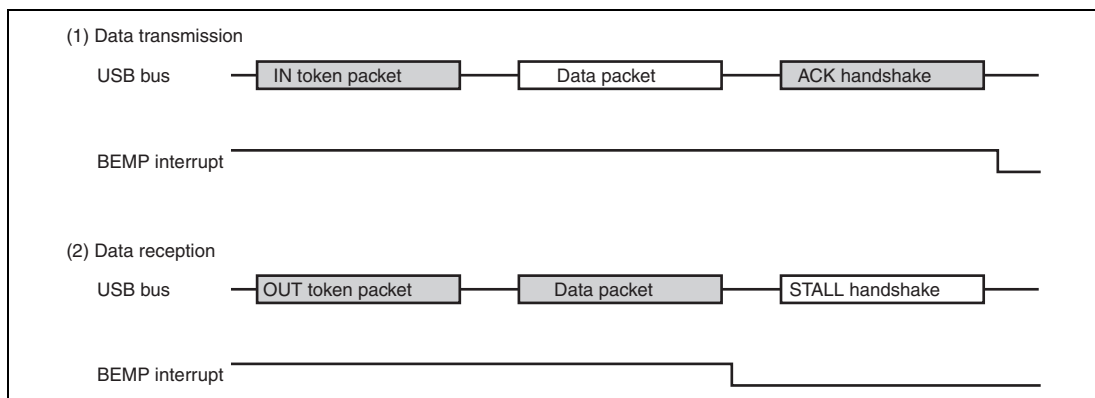 (1) Data transmission
USB bus IN token packet Data packet ACK handshake
BEMP interrupt
(2) Data reception
USB bus OUT token packet Data packet STALL handshake
BEMP interrupt